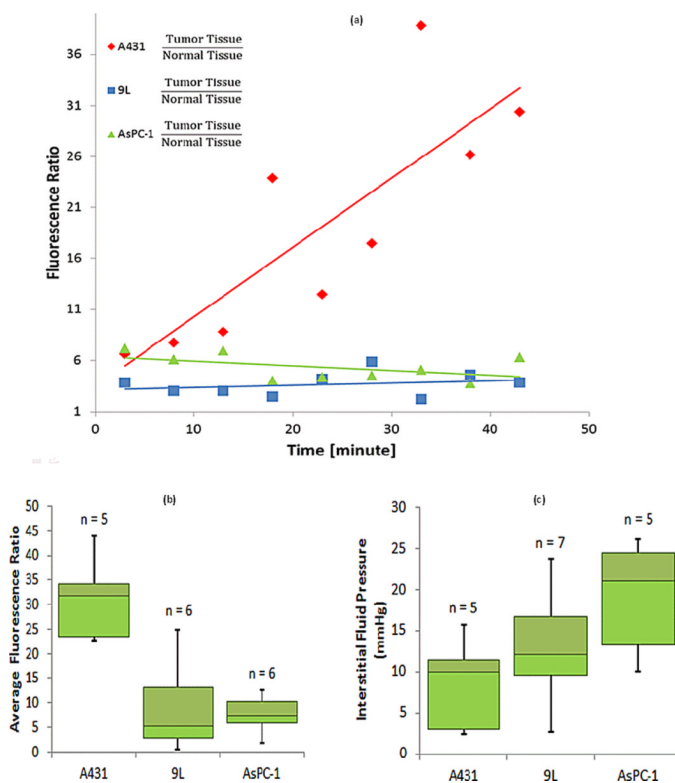 (a)
A431 Tumor Tissue
Normal Tissue
9L Tumor Tissue
Normal Tissue
AsPC-1 Tumor Tissue
Normal Tissue
Fluorescence Ratio
36
31
26
21
16
11
6
1
0 10 20 30 40 50
Time [minute]
(b)
Average Fluorescence Ratio
50
45
40
35
30
25
20
15
10
5
0
n = 5
n = 6
n = 6
A431 9L AsPC-1
(c)
Interstitial Fluid Pressure
(mmHg)
30
25
20
15
10
5
0
n = 5
n = 7
n = 5
A431 9L AsPC-1